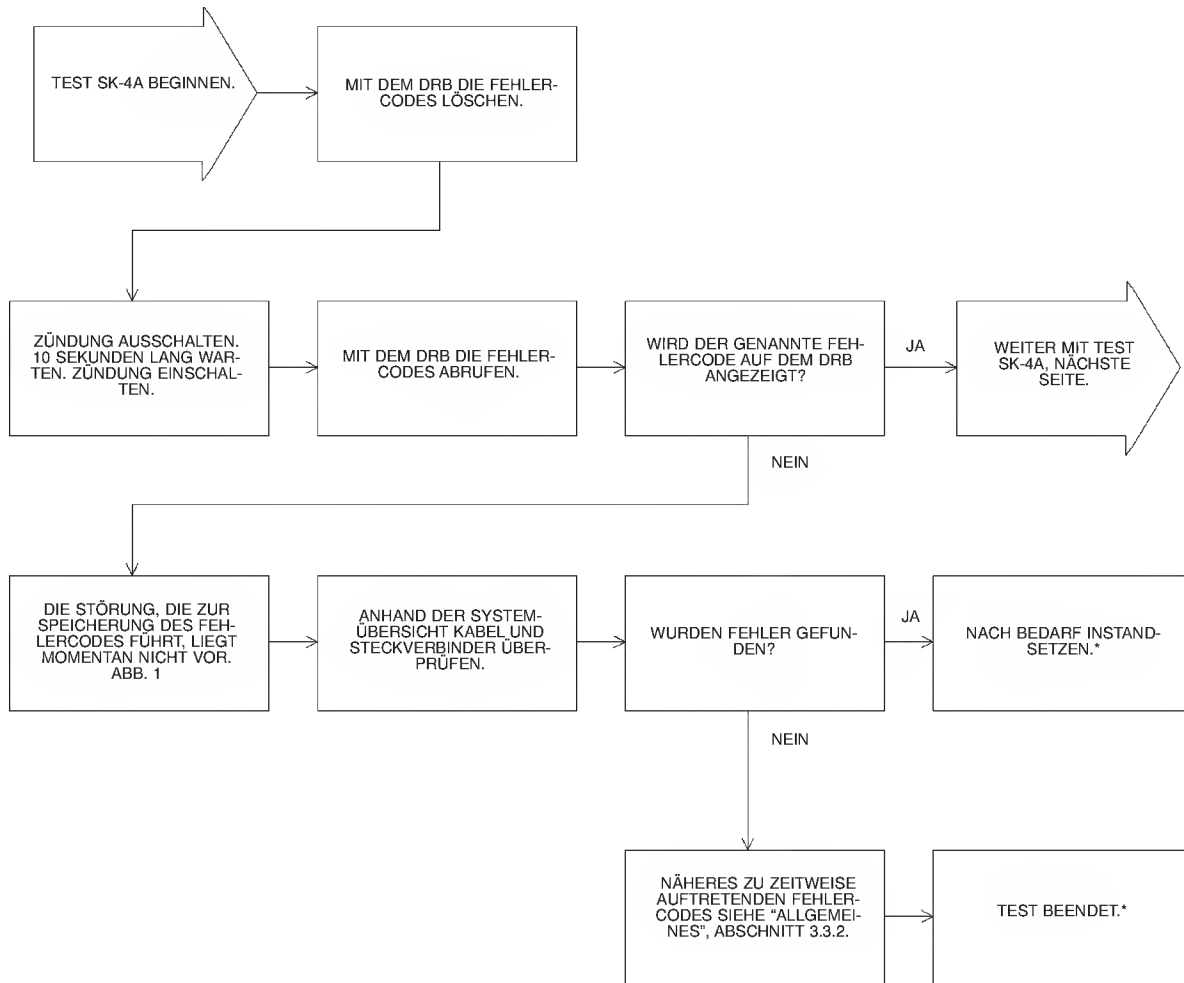 TEST SK-4A BEGINNEN.
MIT DEM DRB DIE FEHLER-
CODES LÖSCHEN.
ZÜNDUNG AUSSCHALTEN.
10 SEKUNDEN LANG WAR-
TEN. ZÜNDUNG EINSCHAL-
TEN.
MIT DEM DRB DIE FEHLER-
CODES ABRUFEN.
WIRD DER GENANNTE FEH-
LERCODE AUF DEM DRB
ANGEZEIGT?
JA
WEITER MIT TEST
SK-4A, NÄCHSTE
SEITE.
NEIN
DIE STÖRUNG, DIE ZUR
SPEICHERUNG DES FEH-
LERCODES FÜHRT, LIEGT
MOMENTAN NICHT VOR.
ABB. 1
ANHAND DER SYSTEM-
ÜBERSICHT KABEL UND
STECKVERBINDER ÜBER-
PRÜFEN.
WURDEN FEHLER GEFUN-
DEN?
JA
NACH BEDARF INSTAND-
SETZEN.*
NEIN
NÄHERES ZU ZEITWEISE
AUFTRETENDEN FEHLER-
CODES SIEHE “ALLGEMEI-
NES”, ABSCHNITT 3.3.2.
TEST BEENDET.*